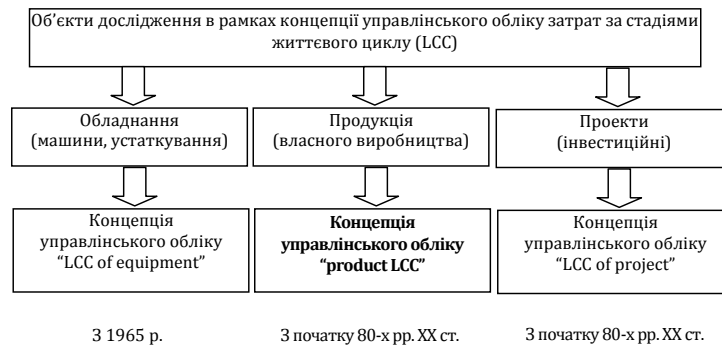 Об’єкти дослідження в рамках концепції управлінського обліку затрат за стадіями
життєвого циклу (LCC)
Обладнання
(машини, устаткування)
Продукція
(власного виробництва)
Проекти
(інвестиційні)
Концепція
управлінського обліку
“LCC of equipment”
Концепція
управлінського обліку
“product LCC”
Концепція
управлінського обліку
“LCC of project”
З 1965 р.
З початку 80-х рр. ХХ ст.
З початку 80-х рр. ХХ ст.